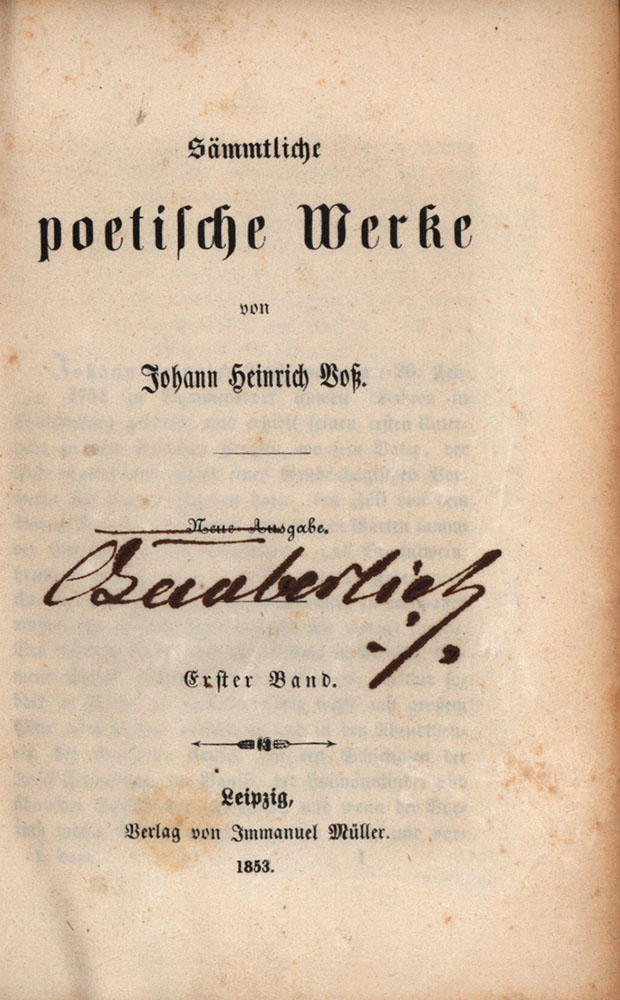 Sämmtliche
poetische Werke
von
Johann Heinrich Voß.
Neue Ausgabe.
Erster Band.
Leipzig,
Verlag von Immanuel Müller.
1853.